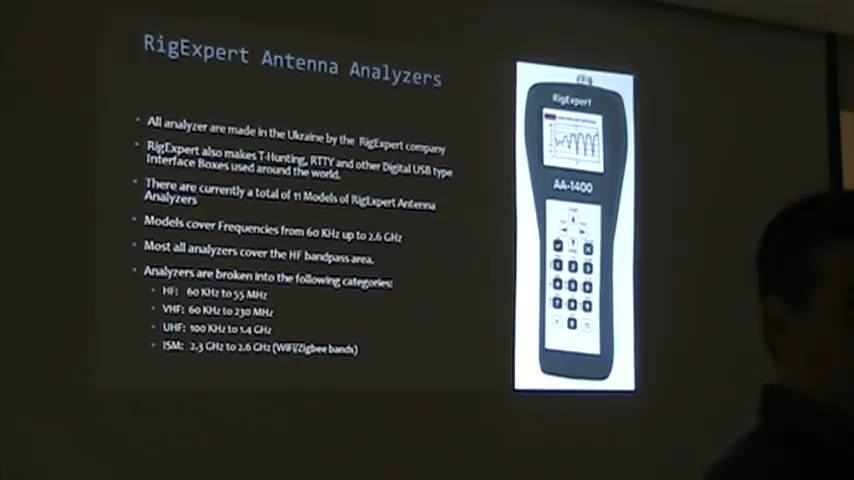 RigExpert Antenna Analyzers
All analyzer are made in the Ukraine by the RigExpert company
RigExpert also makes T-Hunting, RTTY and other Digital USB type
Interface Boxes used around the world.
There are currently a total of 11 Models of RigExpert Antenna
Analyzers
Models cover Frequencies from 60 KHz up to 2.6 GHz
Most all analyzers cover the HF bandpass area.
Analyzers are broken into the following categories:
HF: 60 KHz to 55 MHz
VHF: 60 KHz to 230 MHz
UHF: 100 KHz to 1.4 GHz
ISM: 2.3 GHz to 2.6 GHz (WiFi/Zigbee bands)
RigExpert
AA-1400